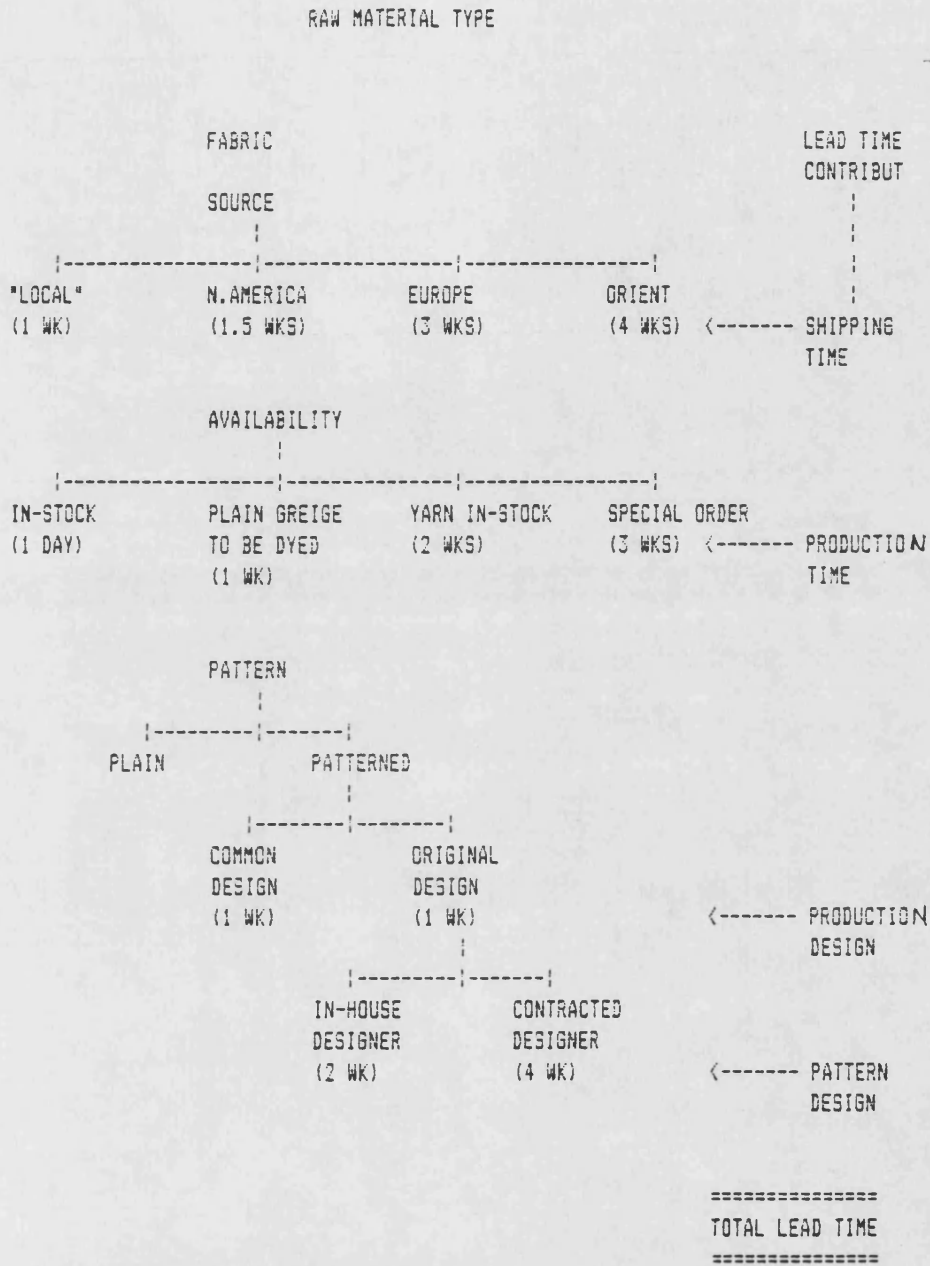 RAW MATERIAL TYPE
FABRIC LEAD TIME
CONTRIBUT
SOURCE
"LOCAL" N.AMERICA EUROPE ORIENT
(1 WK) (1.5 WKS) (3 WKS) (4 WKS) <------- SHIPPING
TIME
AVAILABILITY
IN-STOCK PLAIN GREIGE YARN IN-STOCK SPECIAL ORDER
(1 DAY) TO BE DYED (2 WKS) (3 WKS) <------- PRODUCTION
(1 WK) TIME
PATTERN
PLAIN PATTERNED
COMMON ORIGINAL
DESIGN DESIGN
(1 WK) (1 WK) <------- PRODUCTION
DESIGN
IN-HOUSE CONTRACTED
DESIGNER DESIGNER
(2 WK) (4 WK) <------- PATTERN
DESIGN
===============
TOTAL LEAD TIME
===============